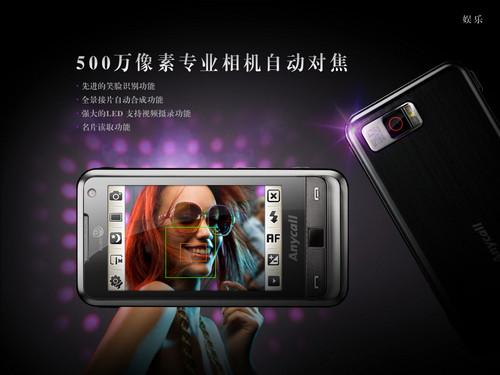 娱乐
500万像素专业相机自动对焦
· 先进的笑脸识别功能
· 全景接片自动合成功能
· 强大的LED 支持视频摄录功能
· 名片读取功能
AF
Anycall
Anycall